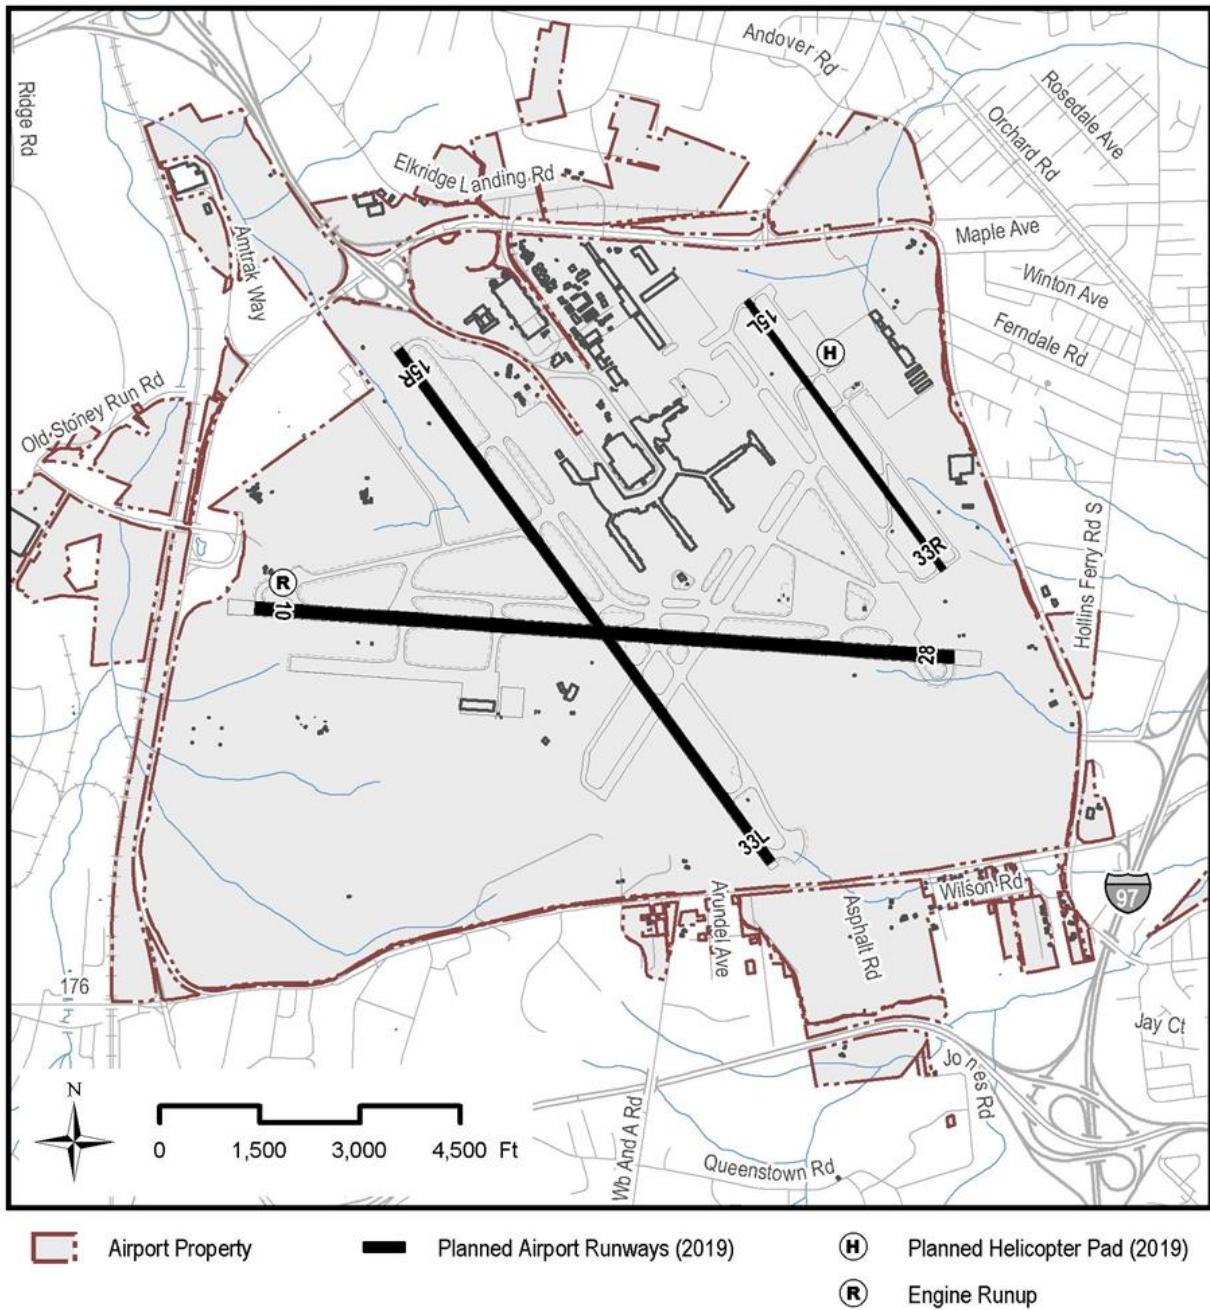 Andover Rd
Rosedale Ave
Ridge Rd
Orchard Rd
Elkridge Landing Rd
Maple Ave
Amtrak Way
Winton Ave
15L
Ferndale Rd
H
15R
Old Stoney Run Rd
Hollins Ferry Rd S
33R
R
10
28
33L
Wilson Rd
97
Arundel Ave
Asphalt Rd
176
Jay Ct
Jones Rd
N
0 1,500 3,000 4,500 Ft
Wb And A Rd
Queenstown Rd
Airport Property
Planned Airport Runways (2019)
H Planned Helicopter Pad (2019)
R Engine Runup